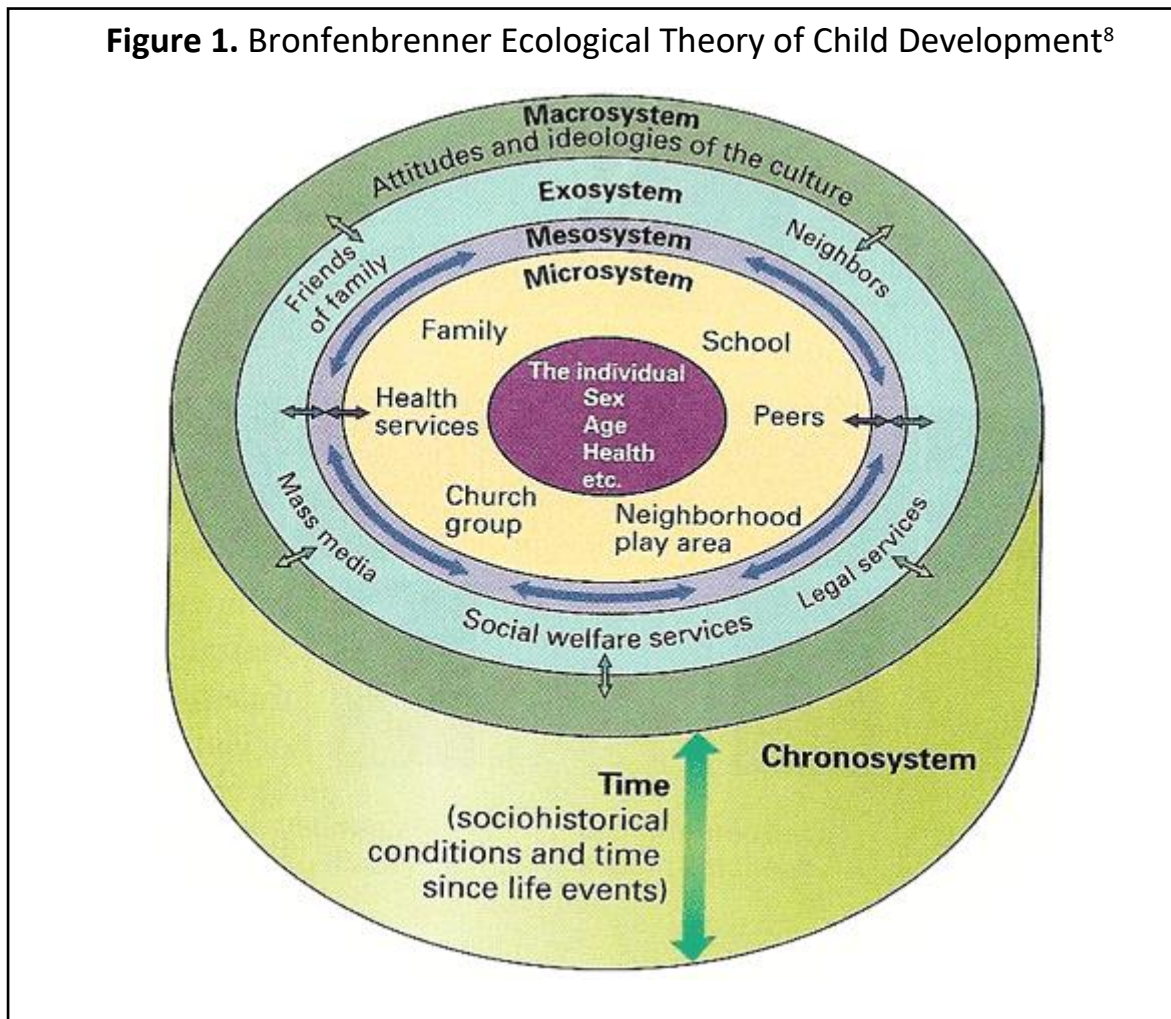 Figure 1. Bronfenbrenner Ecological Theory of Child Development⁸
Macrosystem
Attitudes and ideologies of the culture
Exosystem
Mesosystem
Microsystem
Friends
of family
Neighbors
Family
School
The individual
Sex
Age
Health
etc.
Health
services
Peers
Church
group
Neighborhood
play area
Mass media
Legal services
Social welfare services
Chronosystem
Time
(sociohistorical
conditions and time
since life events)